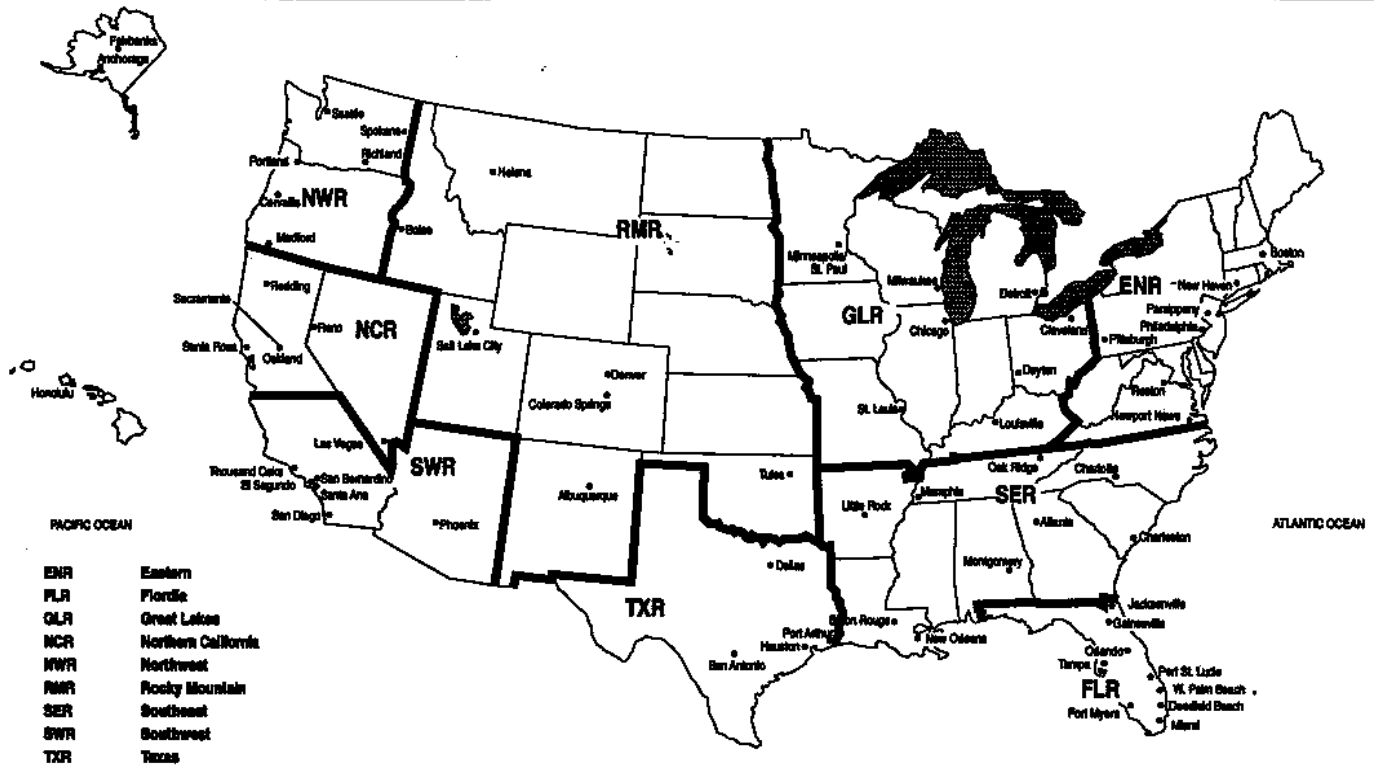 Fairbanks
Anchorage
Seattle
Spokane
Richland
Portland
Helena
Corvallis
NWR
Boise
RMR
Medford
Minneapolis/
St. Paul
Boston
Redding
Milwaukee
Detroit
ENR
New Haven
Sacramento
GLR
Parsippany
Reno
NCR
Chicago
Cleveland
Philadelphia
Pittsburgh
Santa Rosa
Oakland
Salt Lake City
Denver
Dayton
Honolulu
Colorado Springs
Reston
St. Louis
Newport News
Louisville
Las Vegas
SWR
Oak Ridge
Charlotte
Thousand Oaks
San Bernardino
Tulsa
El Segundo
Santa Ana
Albuquerque
Memphis
SER
San Diego
Phoenix
Little Rock
Atlanta
PACIFIC OCEAN
ATLANTIC OCEAN
Charleston
Dallas
Montgomery
ENR Eastern
FLR Flordia
TXR
Jacksonville
GLR Great Lakes
Baton Rouge
Gainesville
NCR Northern California
Port Arthur
New Orleans
Houston
Orlando
NWR Northwest
San Antonio
Tampa
Port St. Lucie
RMR Rocky Mountain
FLR
W. Palm Beach
SER Southeast
Fort Myers
Deerfield Beach
SWR Southwest
Miami
TXR Texas